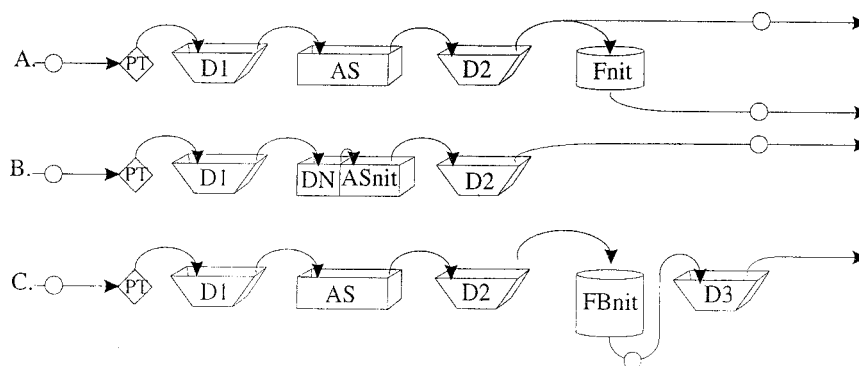 A. PT D1 AS D2 Fnit
B. PT D1 DN ASnit D2
C. PT D1 AS D2 FBnit D3